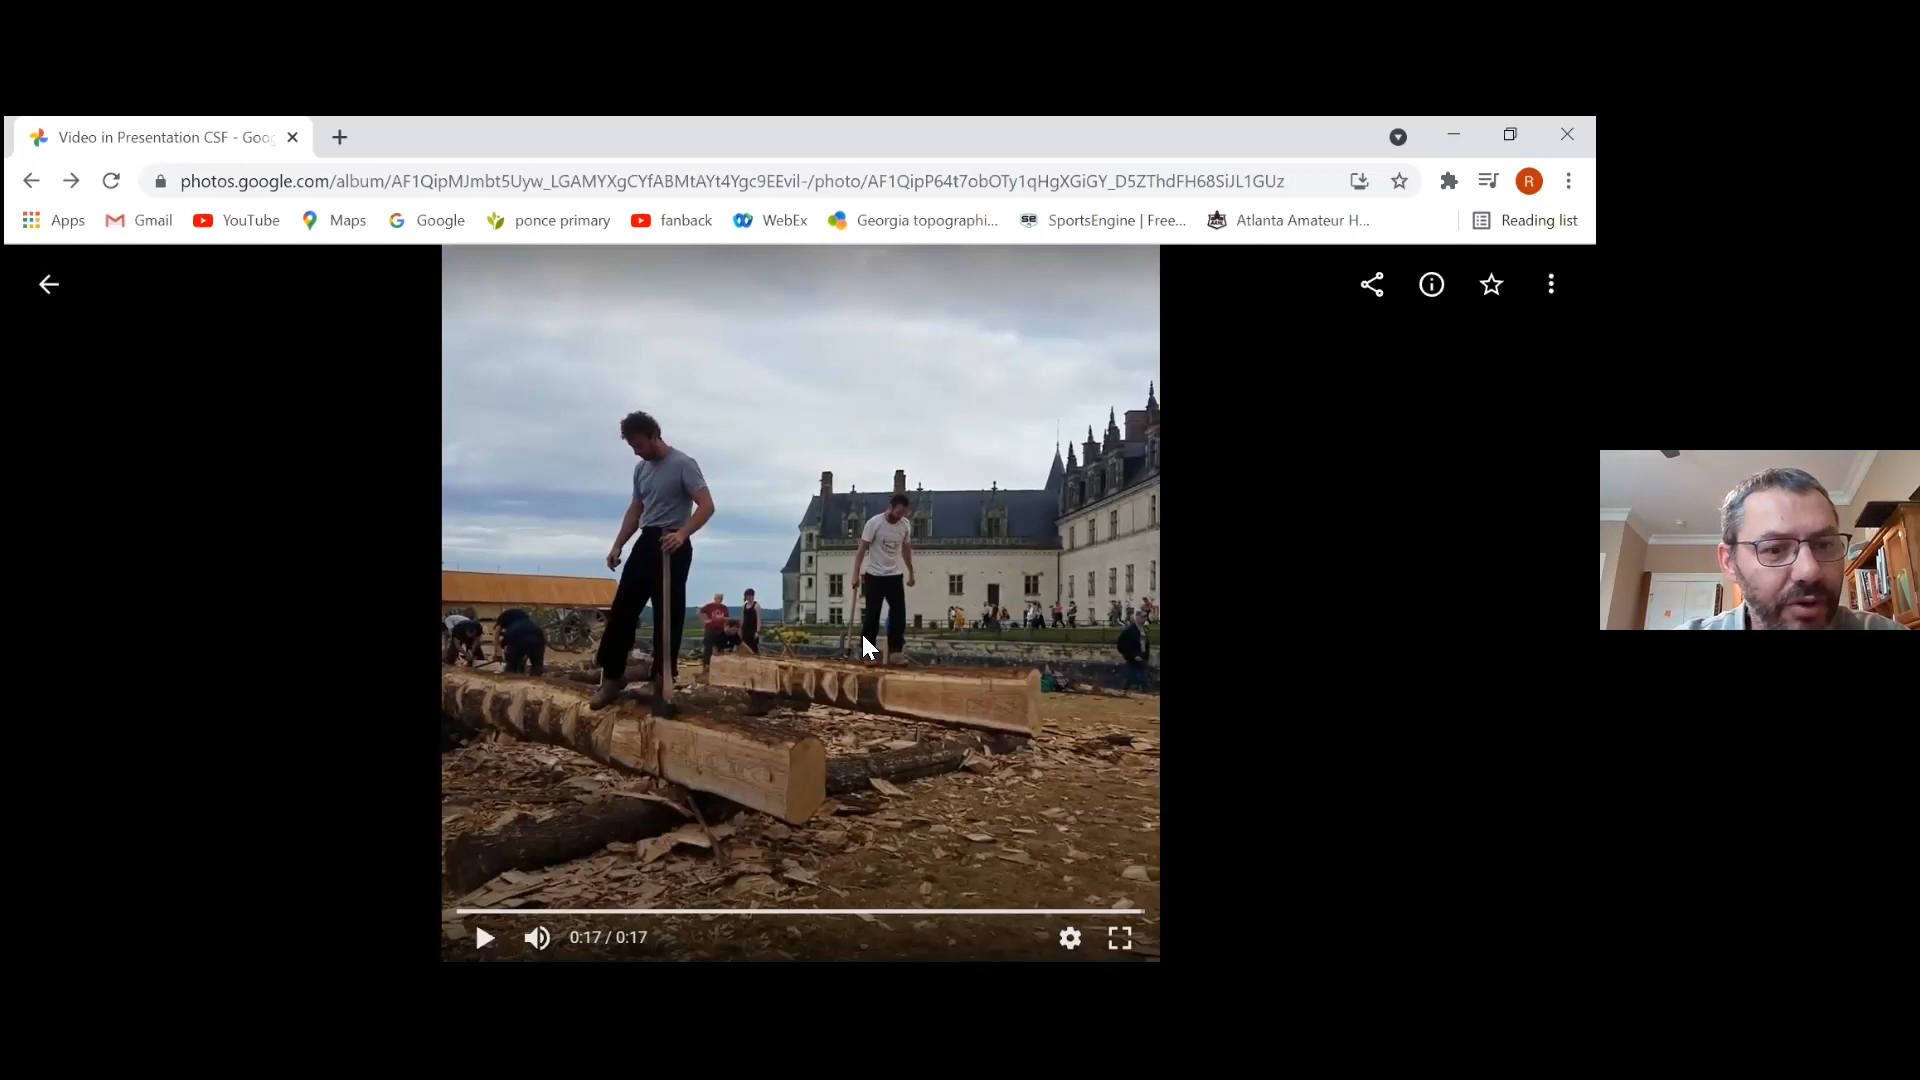 Video in Presentation CSF - Goo
photos.google.com/album/AF1QipMJmbt5Uyw_LGAMYXgCYfABMtAYt4Ygc9EEvil-/photo/AF1QipP64t7obOTy1qHgXGiGY_D5ZThdFH68SiJL1GUz
R
Apps Gmail YouTube Maps Google ponce primary fanback WebEx Georgia topographi... SE SportsEngine | Free... Atlanta Amateur H... Reading list
0:17 / 0:17